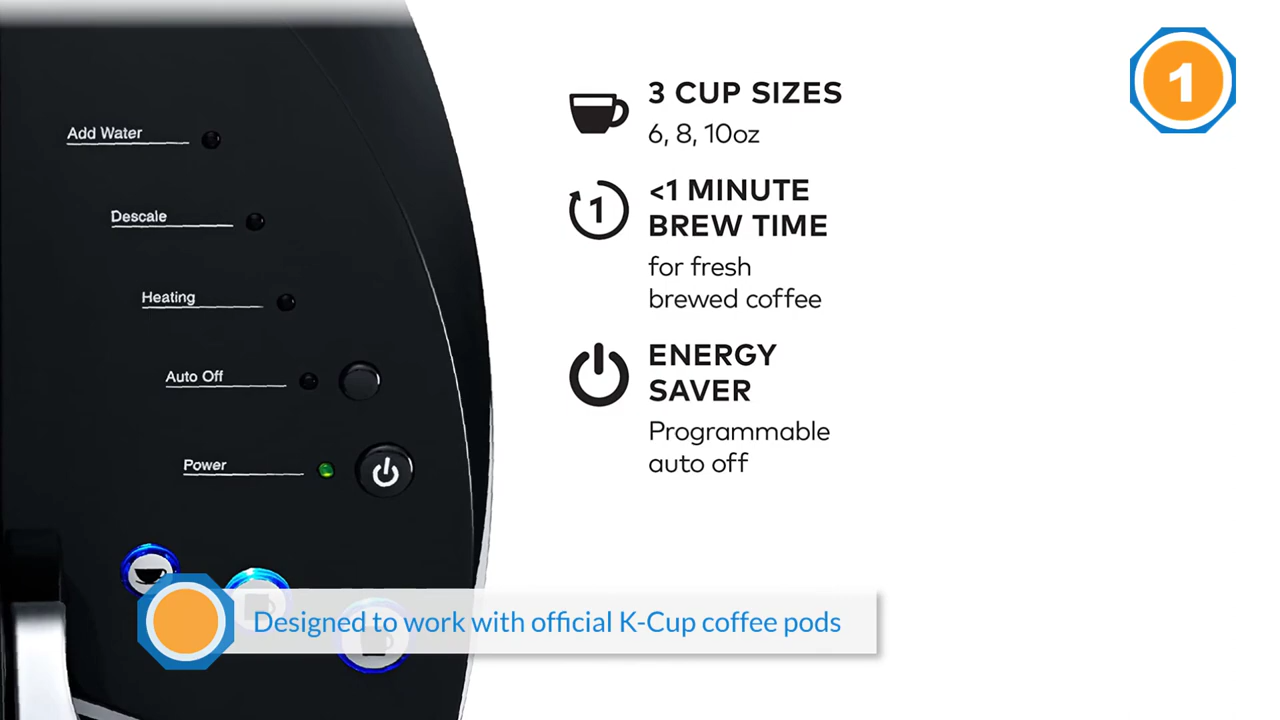 Add Water
Descale
Heating
Auto Off
Power
3 CUP SIZES
6, 8, 10oz
1
<1 MINUTE
BREW TIME
for fresh
brewed coffee
ENERGY
SAVER
Programmable
auto off
1
Designed to work with official K-Cup coffee pods